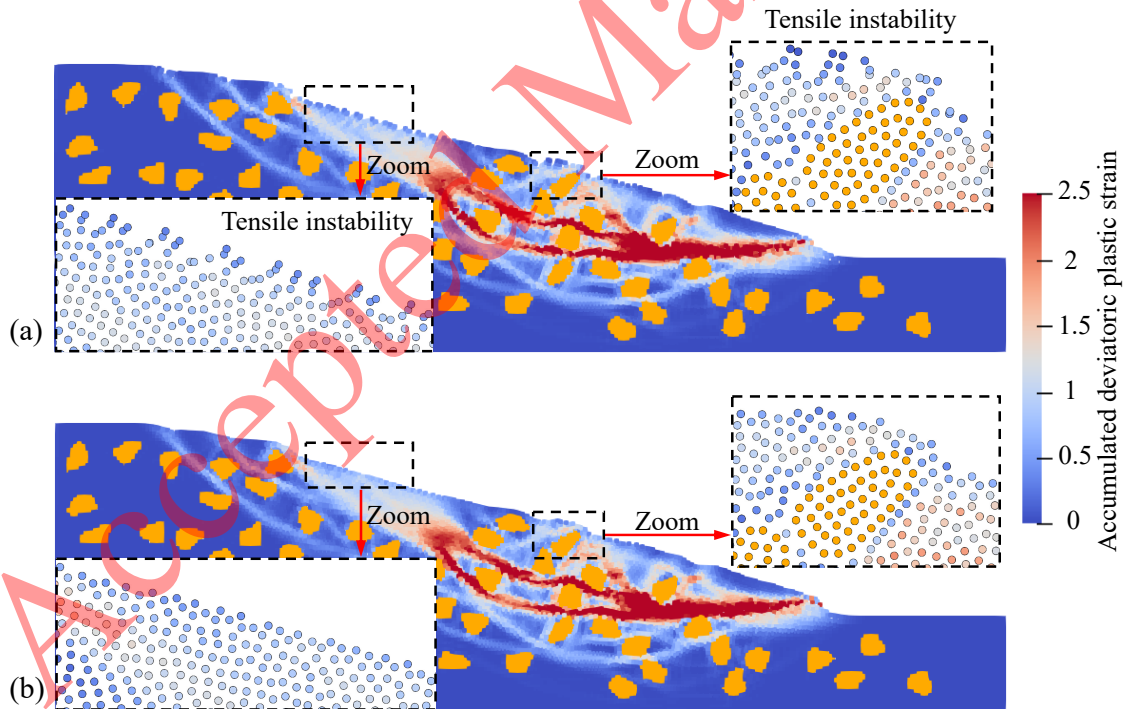 Tensile instability
Zoom
Zoom
Tensile instability
(a)
2.5
2
1.5
1
0.5
0
Accumulated deviatoric plastic strain
Zoom
Zoom
(b)
Accepted Ma